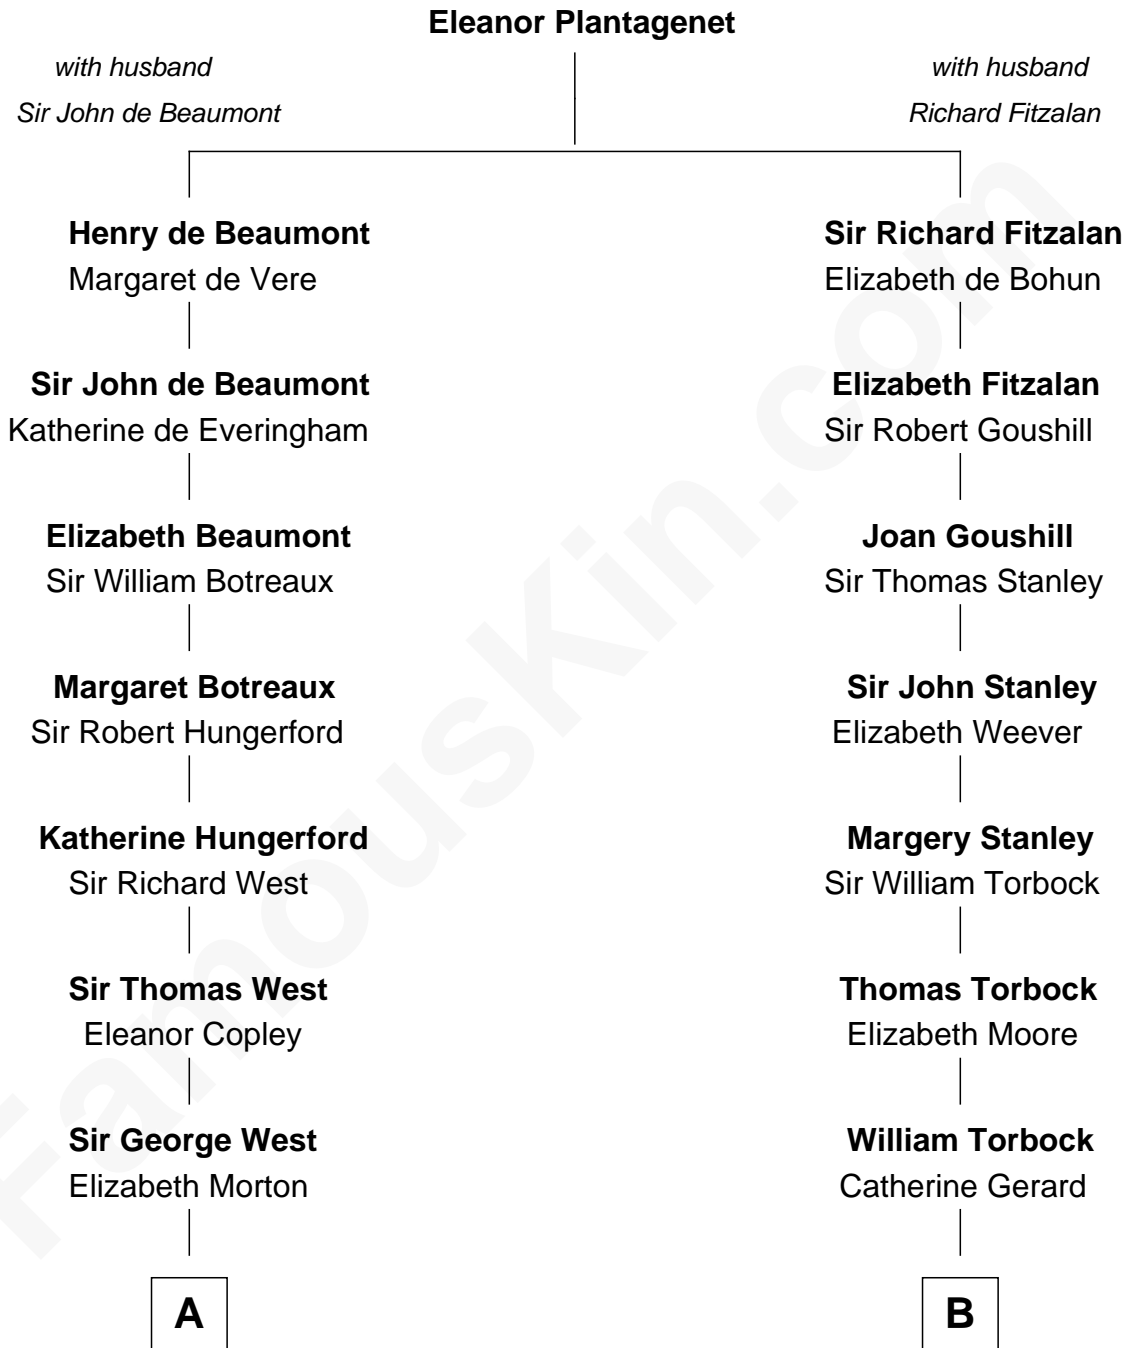 Eleanor Plantagenet
with husband
Sir John de Beaumont
with husband
Richard Fitzalan
Henry de Beaumont
Margaret de Vere
Sir Richard Fitzalan
Elizabeth de Bohun
Sir John de Beaumont
Katherine de Everingham
Elizabeth Fitzalan
Sir Robert Goushill
Elizabeth Beaumont
Sir William Botreaux
Joan Goushill
Sir Thomas Stanley
Margaret Botreaux
Sir Robert Hungerford
Sir John Stanley
Elizabeth Weever
Katherine Hungerford
Sir Richard West
Margery Stanley
Sir William Torbock
Sir Thomas West
Eleanor Copley
Thomas Torbock
Elizabeth Moore
Sir George West
Elizabeth Morton
William Torbock
Catherine Gerard
A
B
FamousKin.com